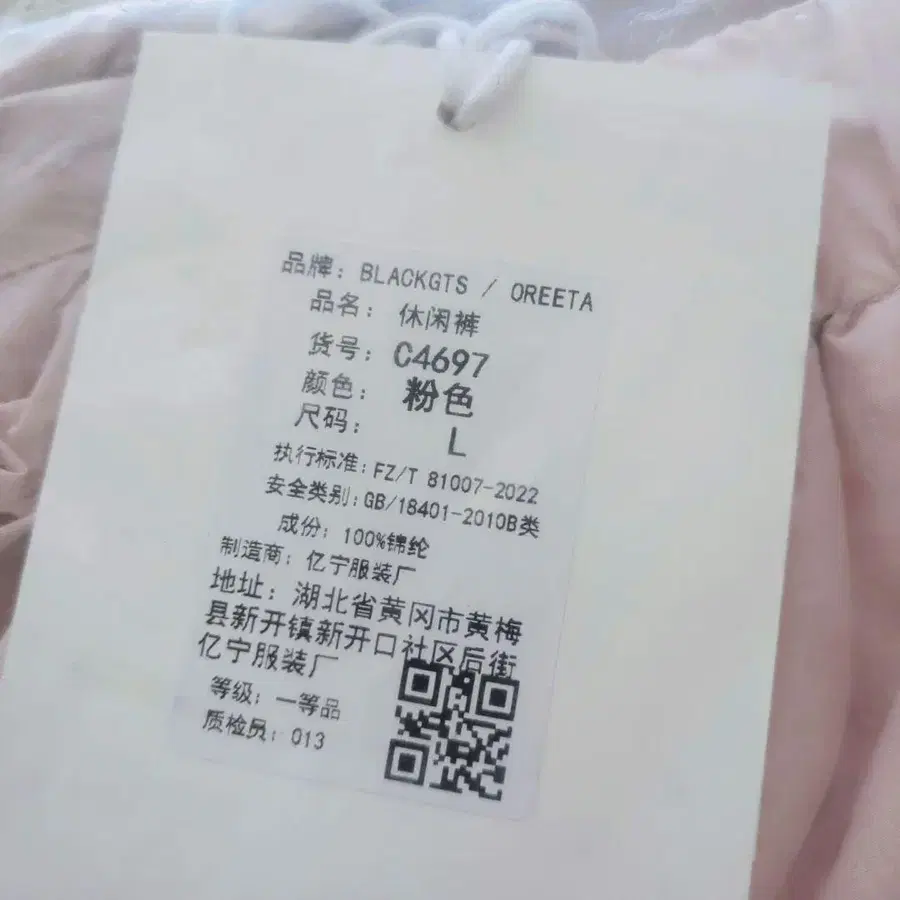 品牌: BLACKGTS / OREETA
品名: 休闲裤
货号: C4697
颜色: 粉色
尺码: L
执行标准: FZ/T 81007-2022
安全类别: GB/18401-2010B类
成份: 100%锦纶
制造商: 亿宁服装厂
地址: 湖北省黄冈市黄梅
县新开镇新开口社区后街
亿宁服装厂
等级: 一等品
质检员: 013